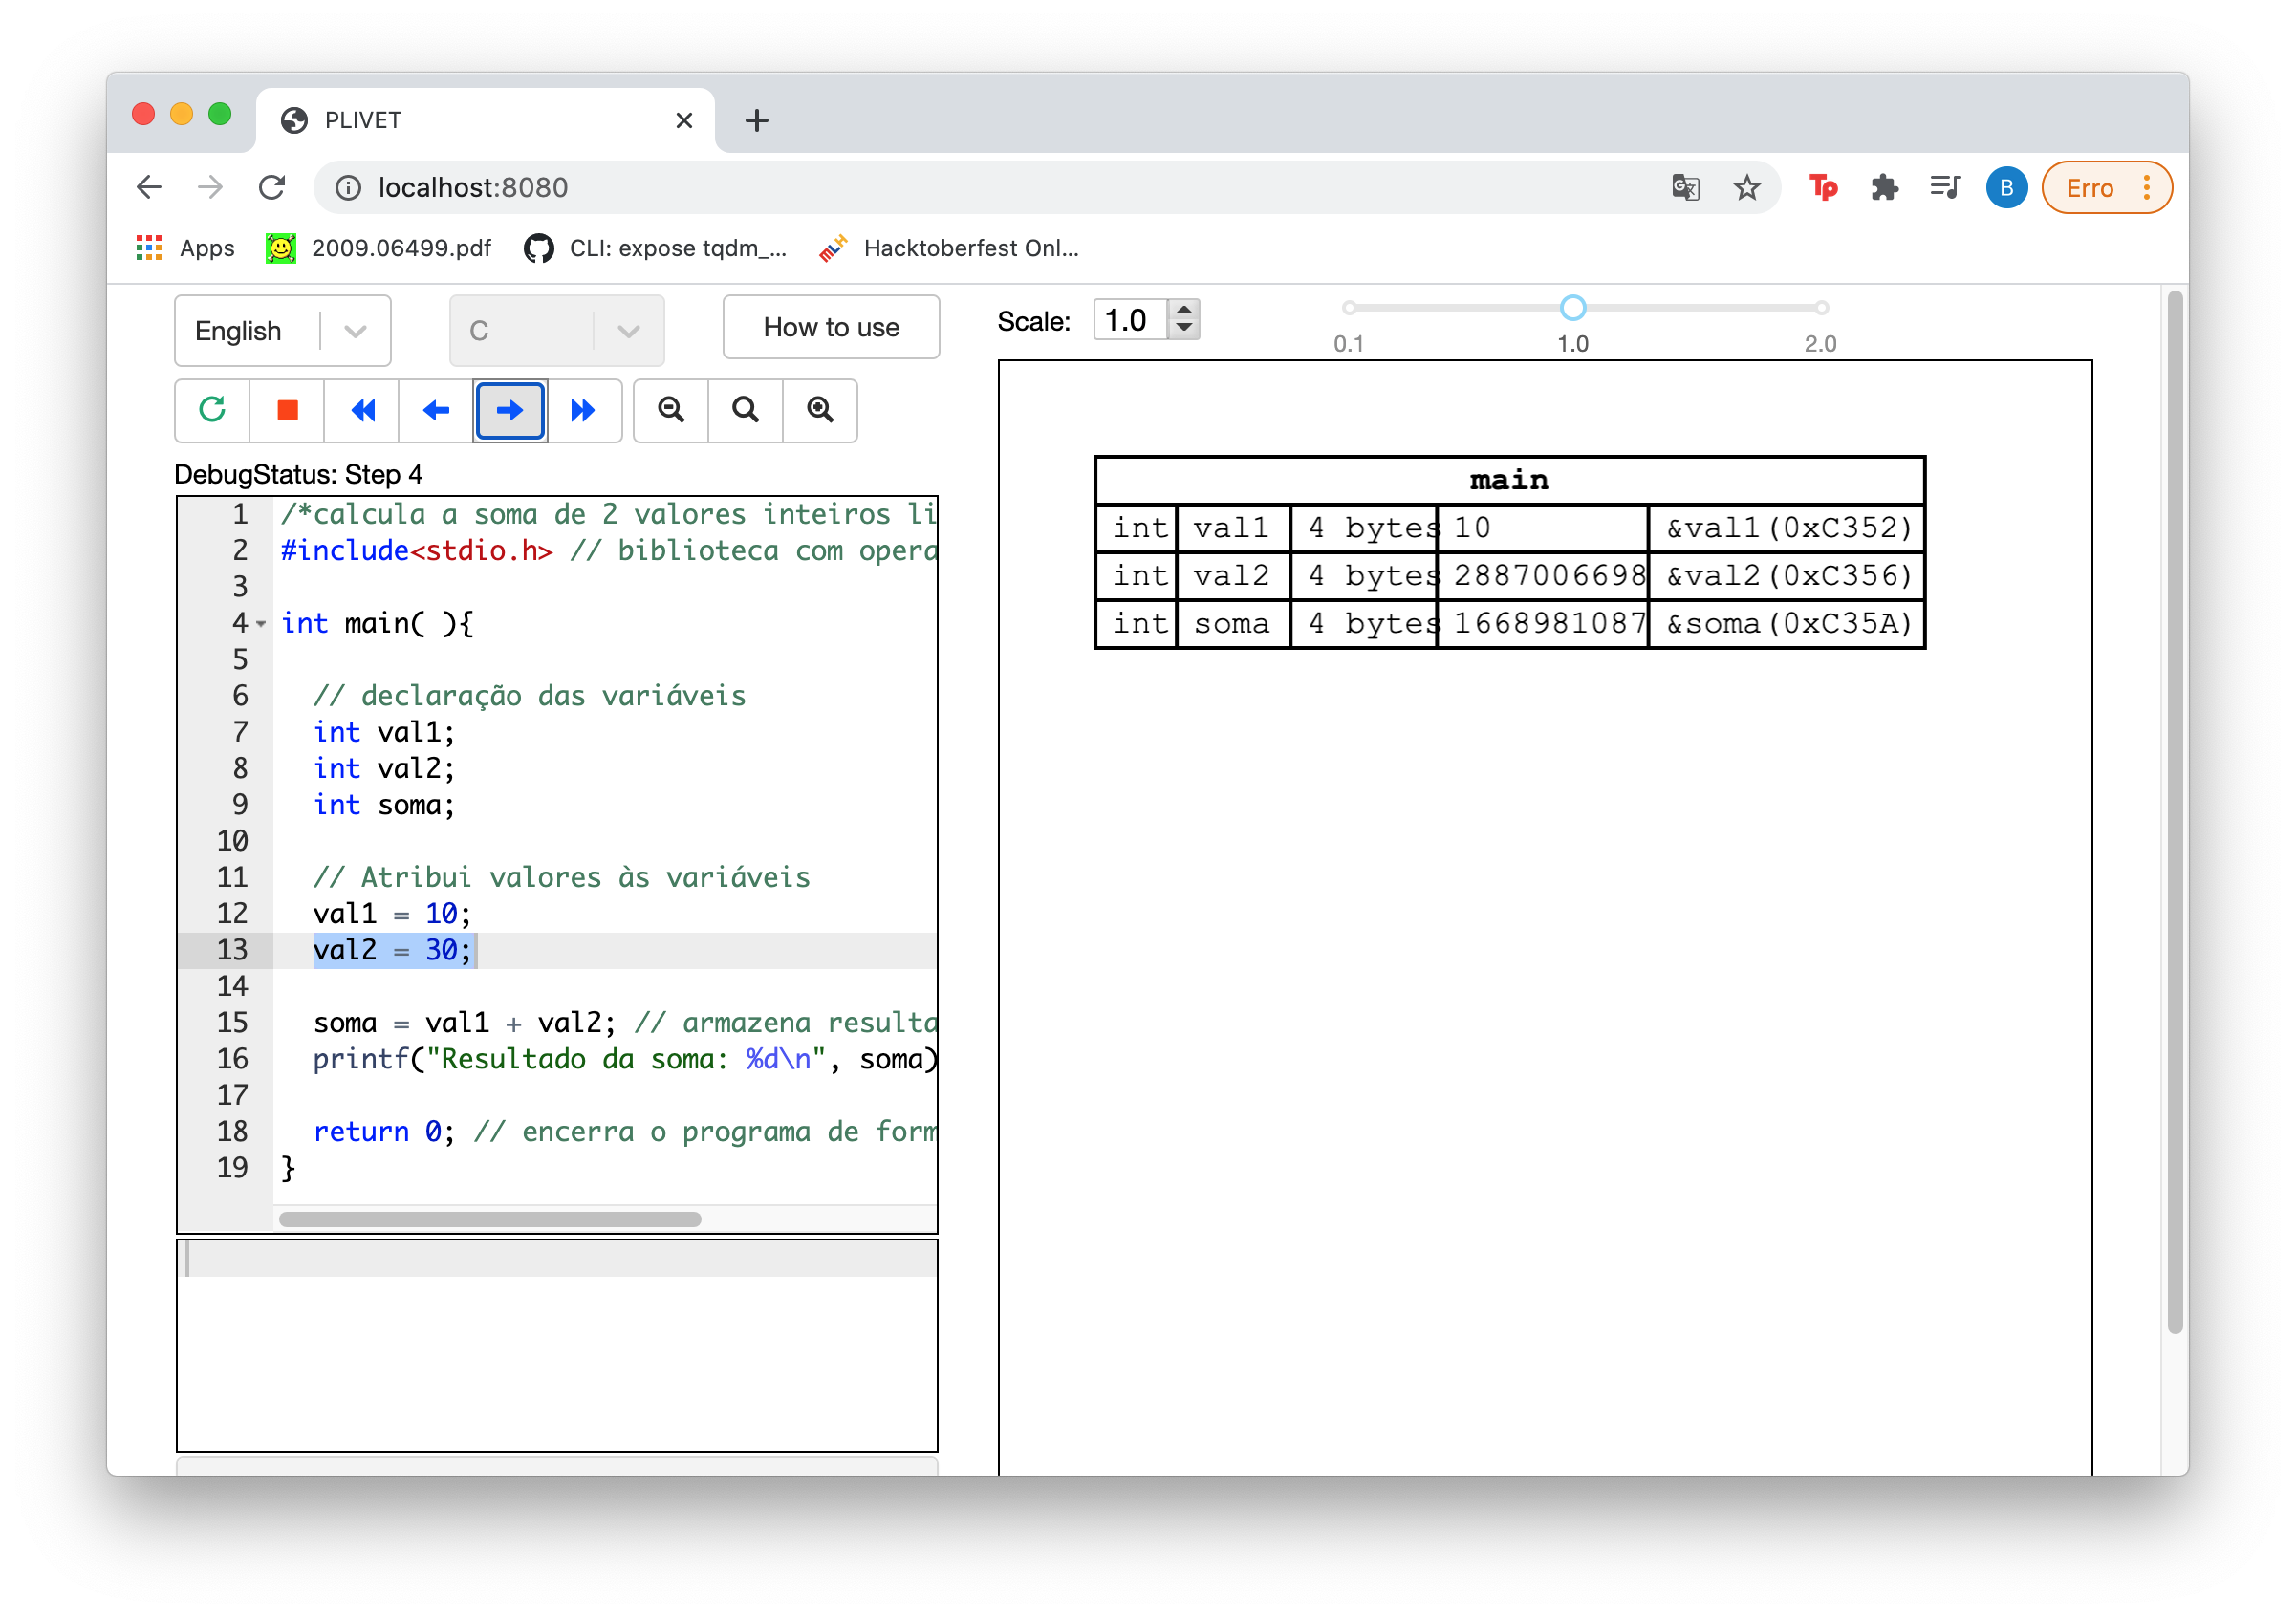 PLIVET
localhost:8080
B
Erro
Apps
2009.06499.pdf
CLI: expose tqdm_...
Hacktoberfest Onl...
English
C
How to use
Scale:
1.0
0.1
1.0
2.0
DebugStatus: Step 4
1 /*calcula a soma de 2 valores inteiros li
2 #include<stdio.h> // biblioteca com opera
3
4 int main( ){
5
6 // declaração das variáveis
7 int val1;
8 int val2;
9 int soma;
10
11 // Atribui valores às variáveis
12 val1 = 10;
13 val2 = 30;
14
15 soma = val1 + val2; // armazena resulta
16 printf("Resultado da soma: %d\n", soma)
17
18 return 0; // encerra o programa de form
19 }
main
int val1 4 bytes 10 &val1(0xC352)
int val2 4 bytes 2887006698 &val2(0xC356)
int soma 4 bytes 1668981087 &soma(0xC35A)